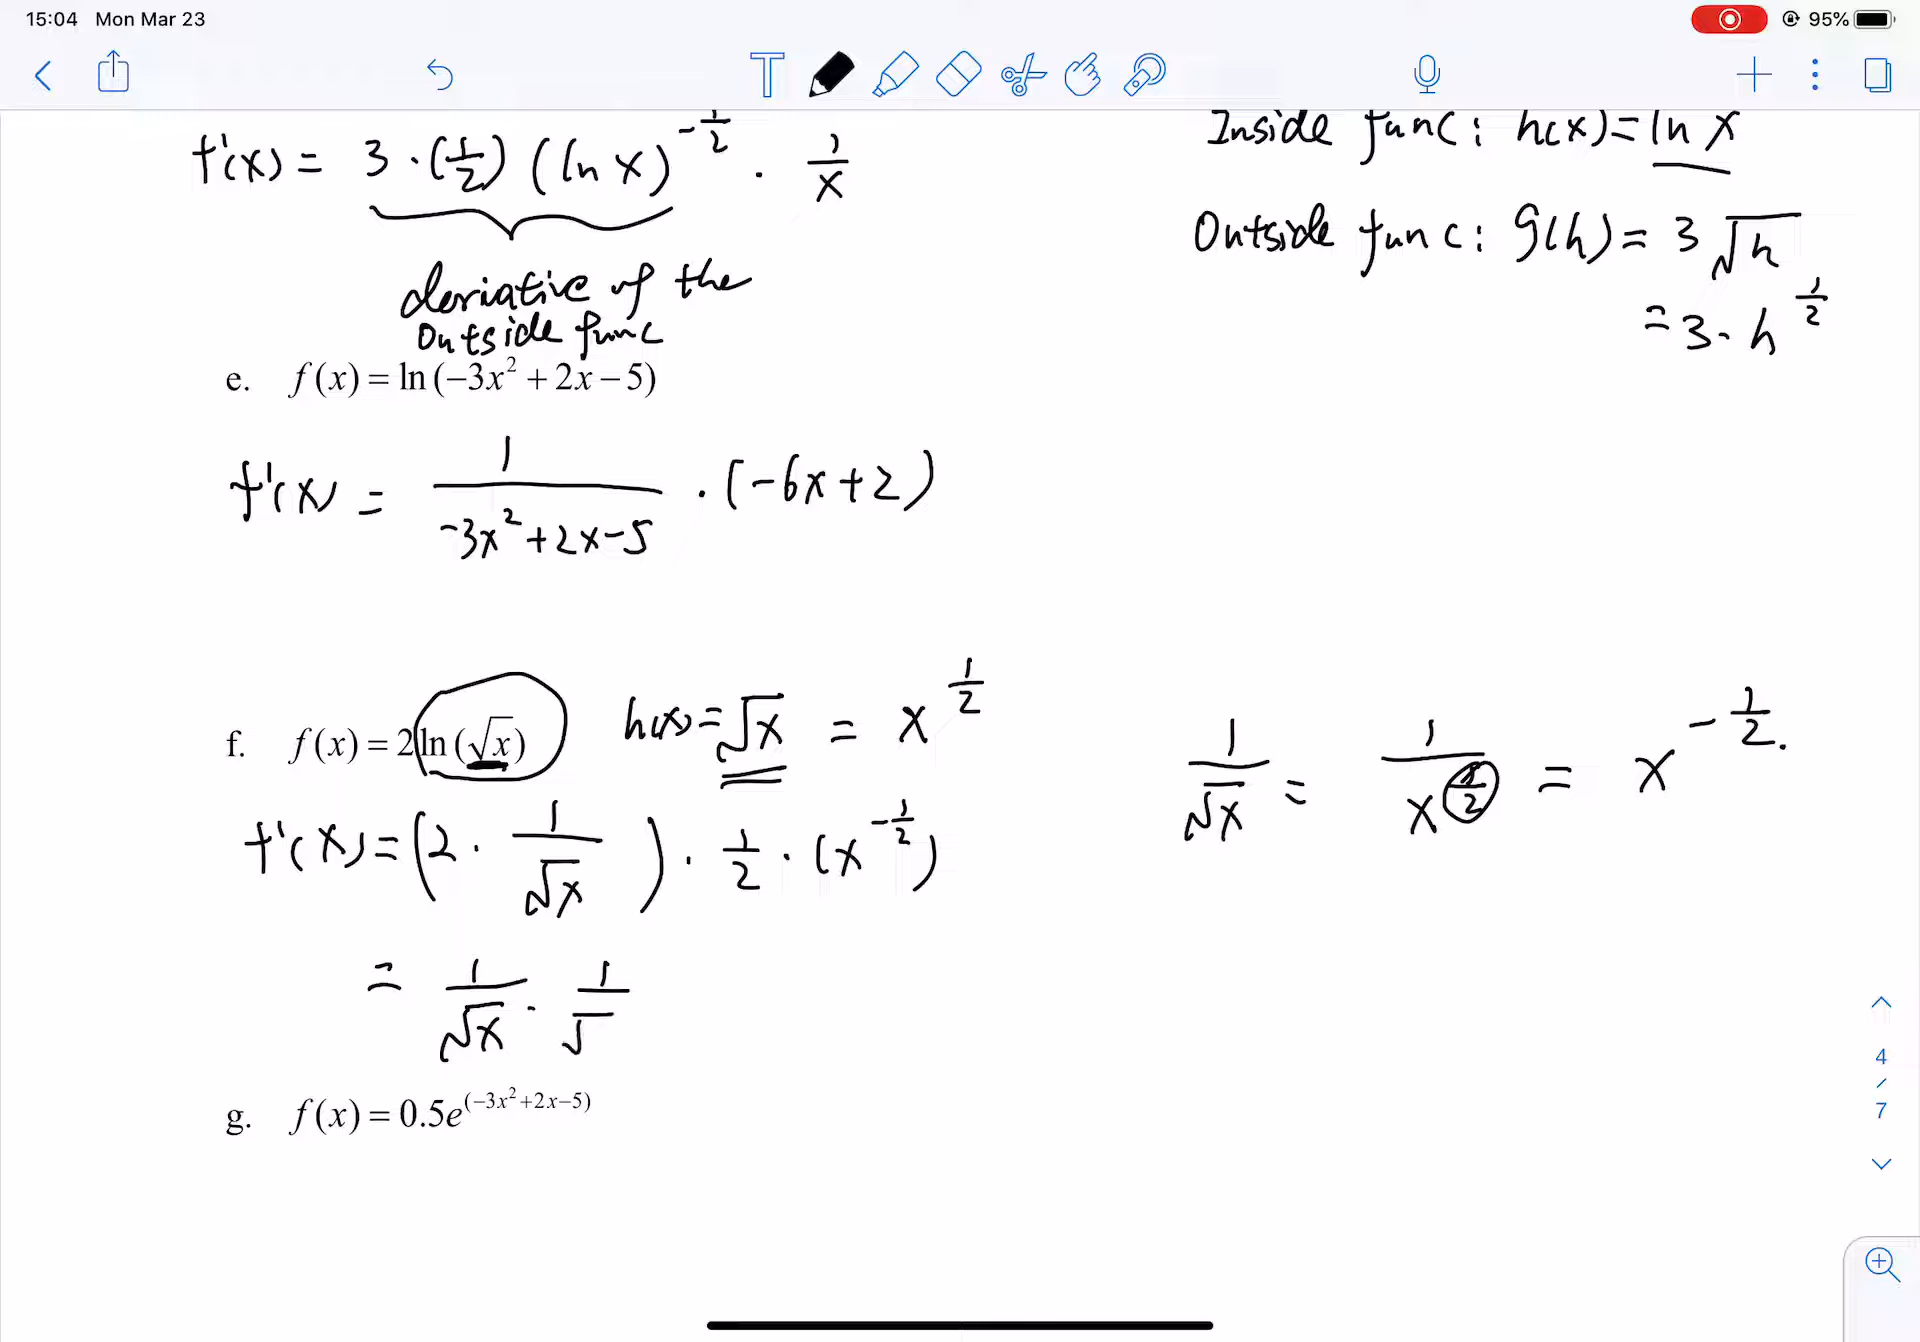 15:04 Mon Mar 23 95%
f'(x) = 3 · (1/2) (ln x)^(-1/2) · 1/x
deriative of the
outside func
Inside func: h(x) = ln x
Outside func: g(h) = 3√h
= 3 · h^(1/2)
e. f(x) = ln(−3x² + 2x − 5)
f'(x) = 1/(-3x²+2x-5) · (-6x+2)
f. f(x) = 2ln(√x)
h(x) = √x = x^(1/2)
f'(x) = (2 · 1/√x) · 1/2 · (x^(-1/2))
= 1/√x · 1/√
1/√x = 1/x^(1/2) = x^(-1/2).
g. f(x) = 0.5e^(−3x²+2x−5)
4
/
7